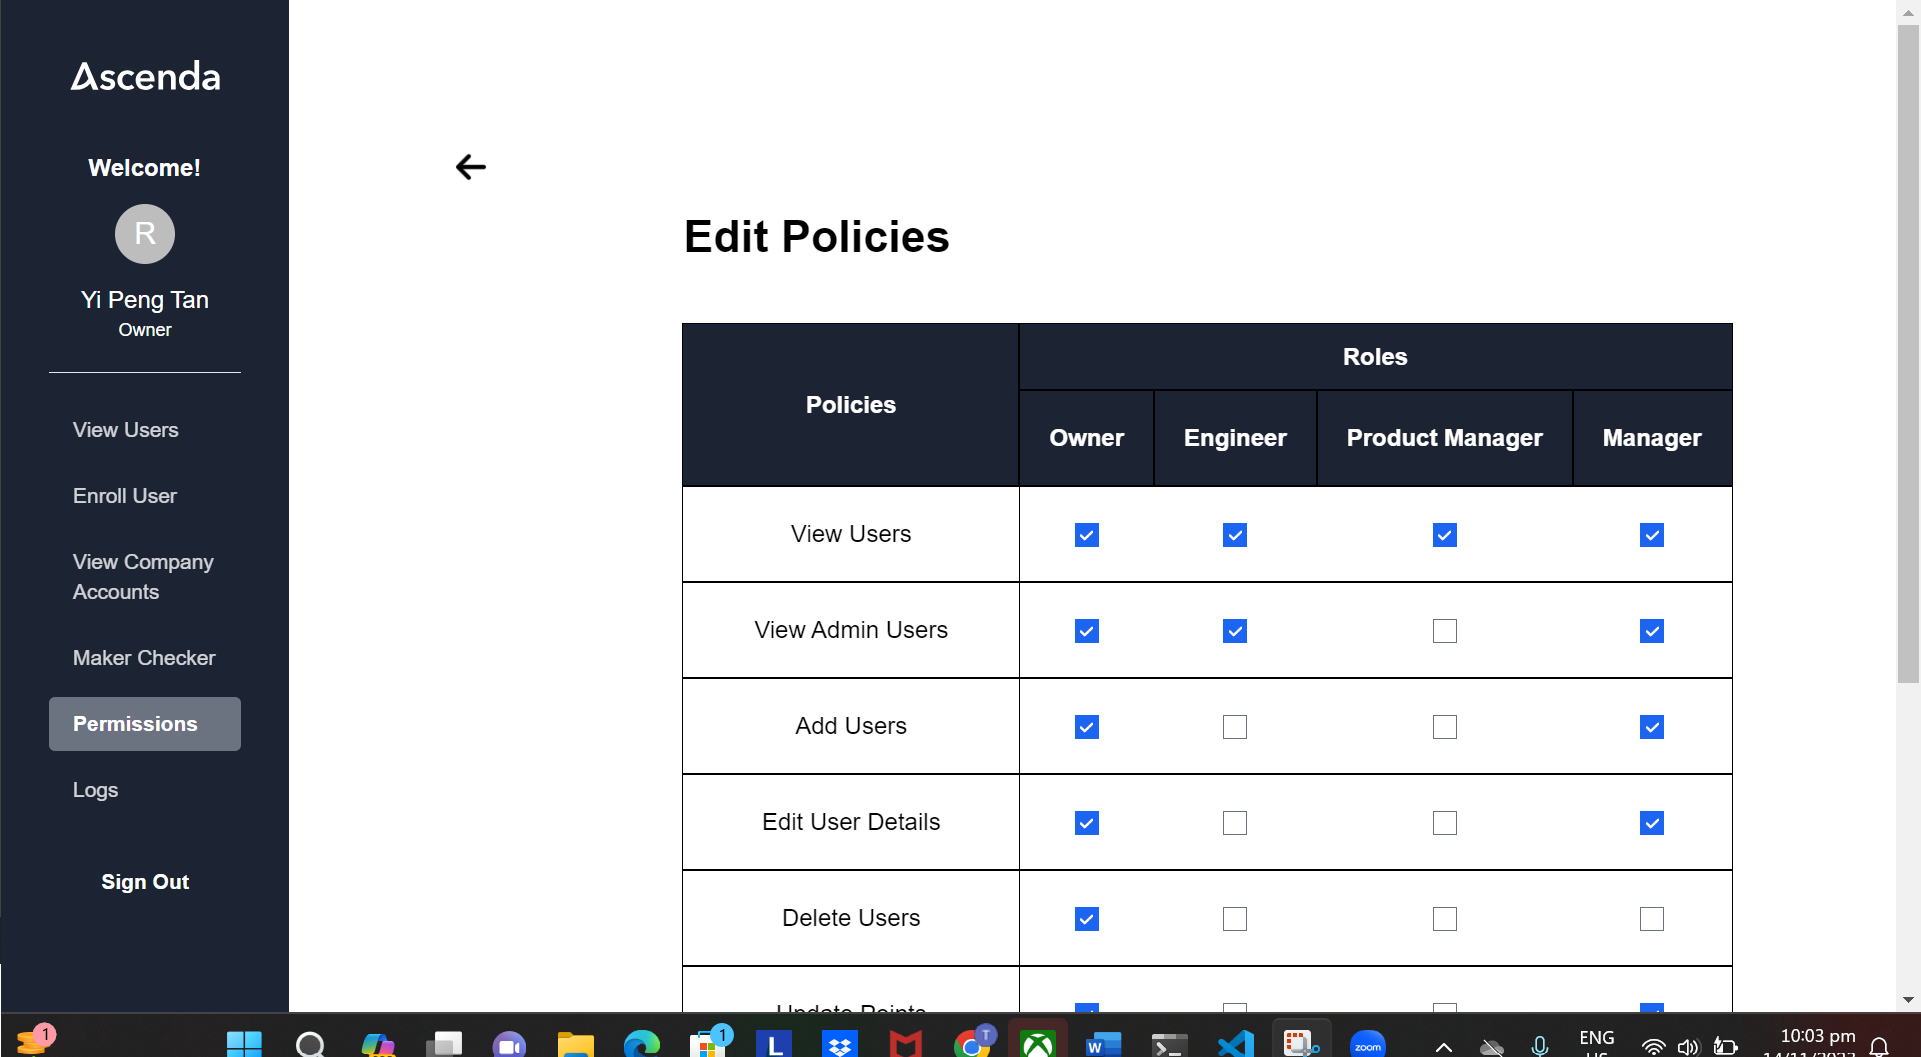 Ascenda
Welcome!
R
Yi Peng Tan
Owner
View Users
Enroll User
View Company
Accounts
Maker Checker
Permissions
Logs
Sign Out
Edit Policies
Policies
Roles
Owner Engineer Product Manager Manager
View Users
View Admin Users
Add Users
Edit User Details
Delete Users
Update Points
1
1
L
T
W
zoom
ENG
10:03 pm